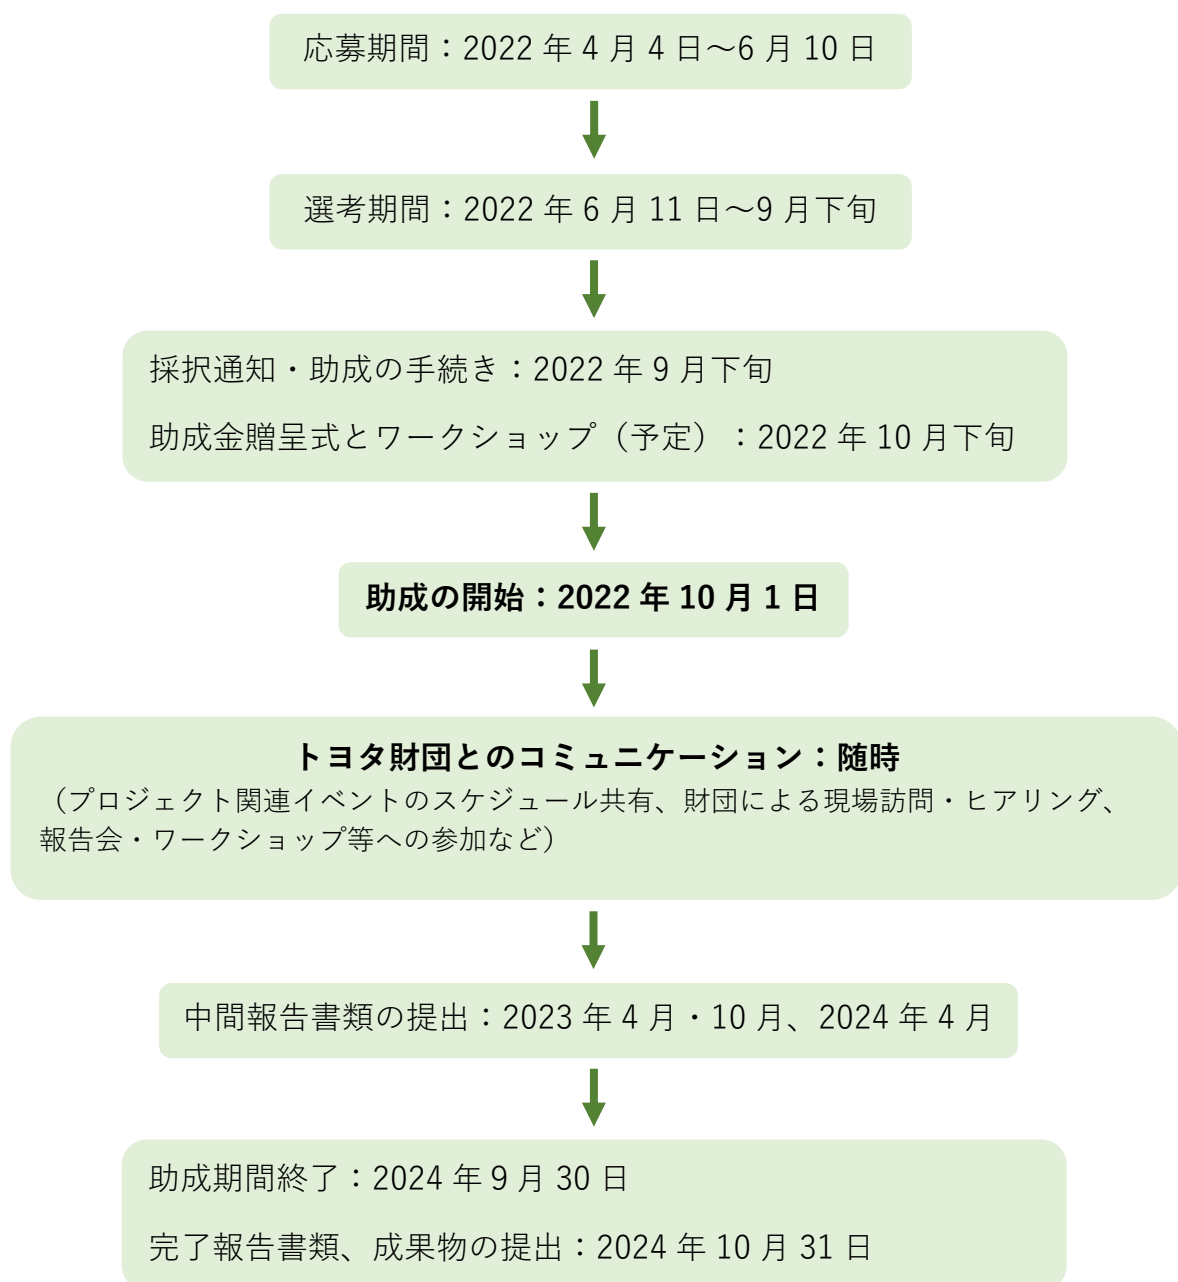 応募期間：2022 年 4 月 4 日～6 月 10 日
選考期間：2022 年 6 月 11 日～9 月下旬
採択通知・助成の手続き：2022 年 9 月下旬
助成金贈呈式とワークショップ（予定）：2022 年 10 月下旬
助成の開始：2022 年 10 月 1 日
トヨタ財団とのコミュニケーション：随時
（プロジェクト関連イベントのスケジュール共有、財団による現場訪問・ヒアリング、
報告会・ワークショップ等への参加など）
中間報告書類の提出：2023 年 4 月・10 月、2024 年 4 月
助成期間終了：2024 年 9 月 30 日
完了報告書類、成果物の提出：2024 年 10 月 31 日